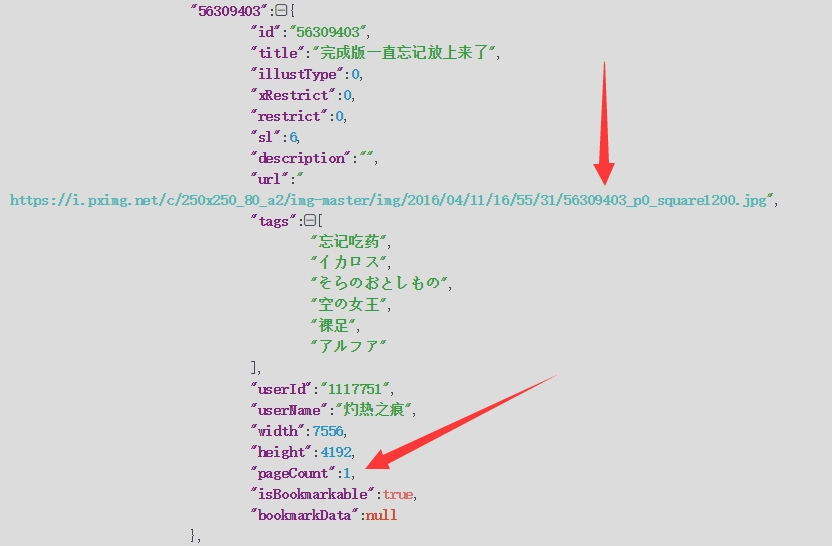 "56309403":{
"id":"56309403",
"title":"完成版一直忘记放上来了",
"illustType":0,
"xRestrict":0,
"restrict":0,
"sl":6,
"description":"",
"url":"
https://i.pximg.net/c/250x250_80_a2/img-master/img/2016/04/11/16/55/31/56309403_p0_square1200.jpg",
"tags":[
"忘记吃药",
"イカロス",
"そらのおとしもの",
"空の女王",
"裸足",
"アルファ"
],
"userId":"1117751",
"userName":"灼热之痕",
"width":7556,
"height":4192,
"pageCount":1,
"isBookmarkable":true,
"bookmarkData":null
},